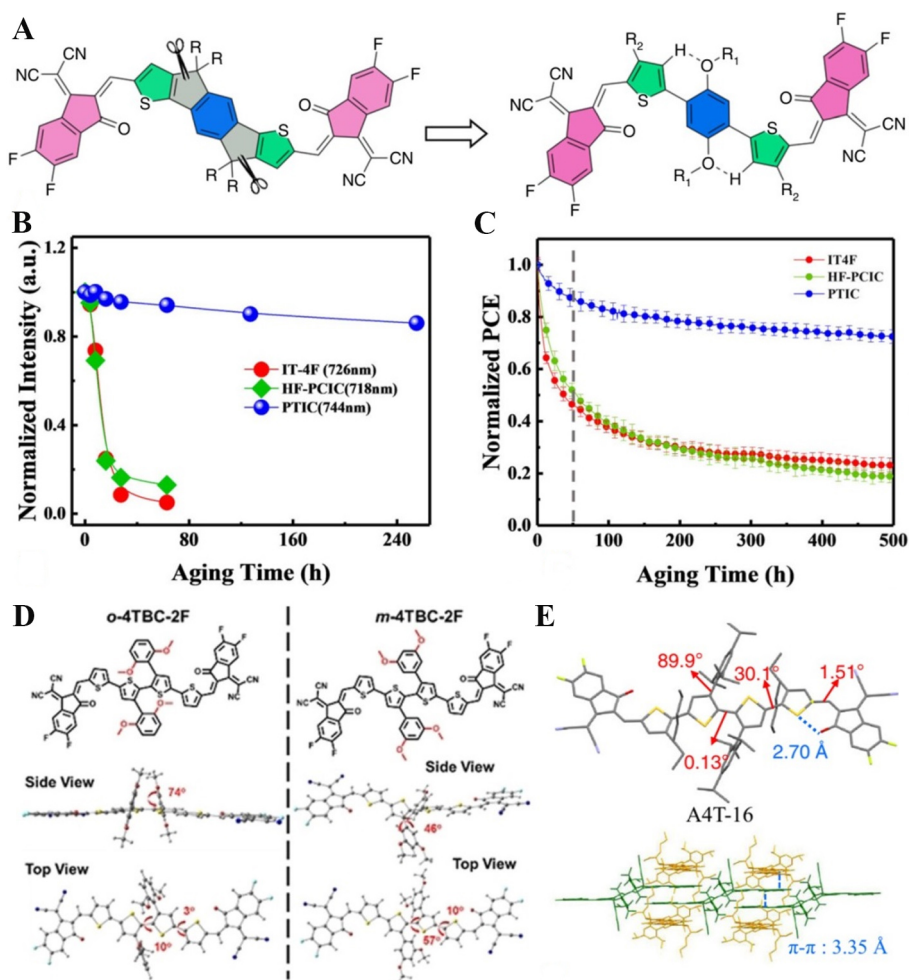 A
CN
CN
F
F
O
S
R
R
R
R
S
O
NC
CN
F
F
R2
H
O
R1
S
CN
CN
O
F
F
S
O
R1
H
R2
O
CN
NC
F
F
B
Normalized Intensity (a.u.)
1.2
0.8
0.4
0.0
IT-4F (726nm)
HF-PCIC(718nm)
PTIC(744nm)
0 80 160 240
Aging Time (h)
C
Normalized PCE
1.0
0.8
0.6
0.4
0.2
0.0
IT4F
HF-PCIC
PTIC
0 100 200 300 400 500
Aging Time (h)
D
o-4TBC-2F
m-4TBC-2F
Side View
74°
Top View
3°
10°
Side View
46°
Top View
10°
57°
E
89.9°
30.1°
1.51°
0.13°
2.70 Å
A4T-16
π-π : 3.35 Å